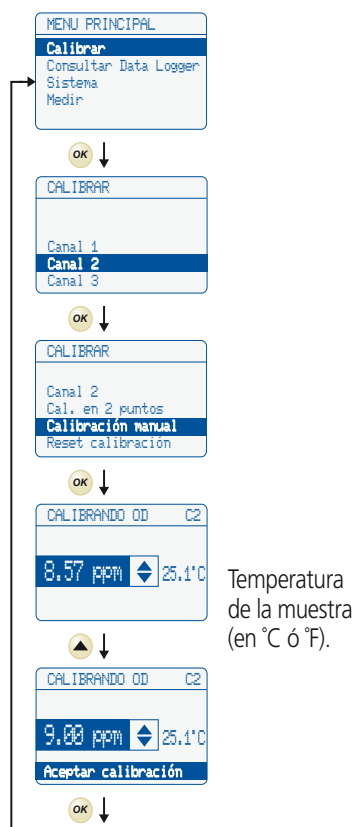 MENU PRINCIPAL
Calibrar
Consultar Data Logger
Sistema
Medir
OK
CALIBRAR
Canal 1
Canal 2
Canal 3
OK
CALIBRAR
Canal 2
Cal. en 2 puntos
Calibración manual
Reset calibración
OK
CALIBRANDO OD C2
8.57 ppm 25.1°C
Temperatura
de la muestra
(en °C ó °F).
CALIBRANDO OD C2
9.00 ppm 25.1°C
Aceptar calibración
OK